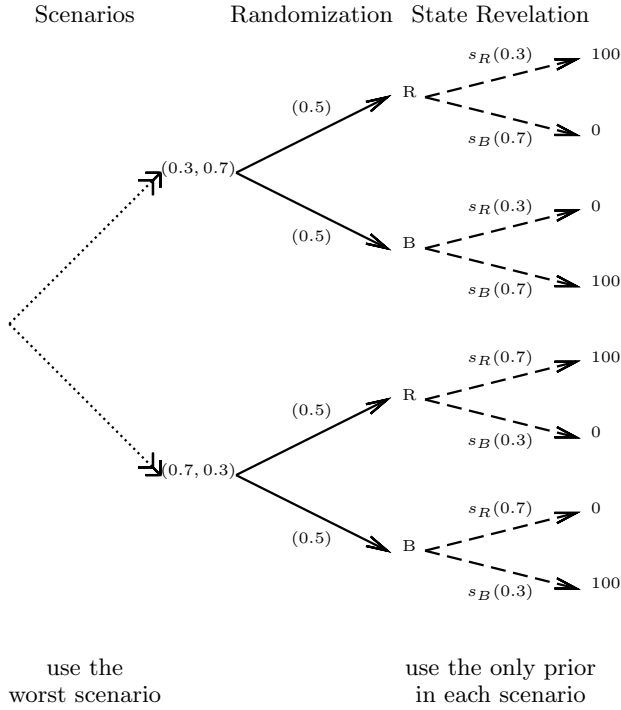 Scenarios Randomization State Revelation
s_R(0.3) 100
(0.5) R
s_B(0.7) 0
(0.3, 0.7)
s_R(0.3) 0
(0.5) B
s_B(0.7) 100
s_R(0.7) 100
(0.5) R
s_B(0.3) 0
(0.7, 0.3)
s_R(0.7) 0
(0.5) B
s_B(0.3) 100
use the
worst scenario
use the only prior
in each scenario